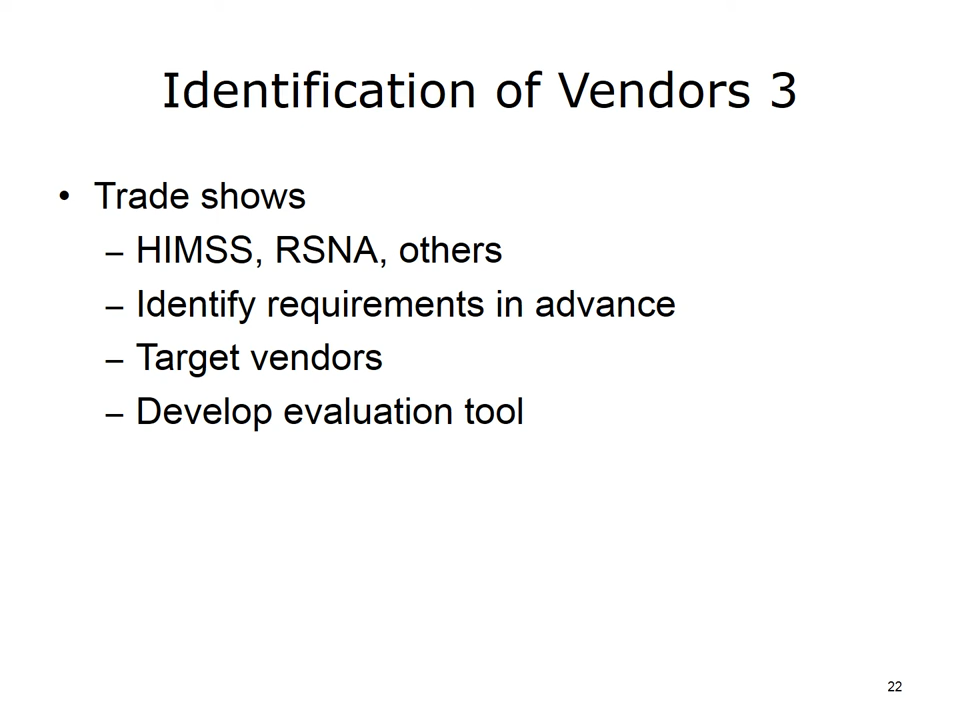 Identification of Vendors 3
• Trade shows
– HIMSS, RSNA, others
– Identify requirements in advance
– Target vendors
– Develop evaluation tool
22